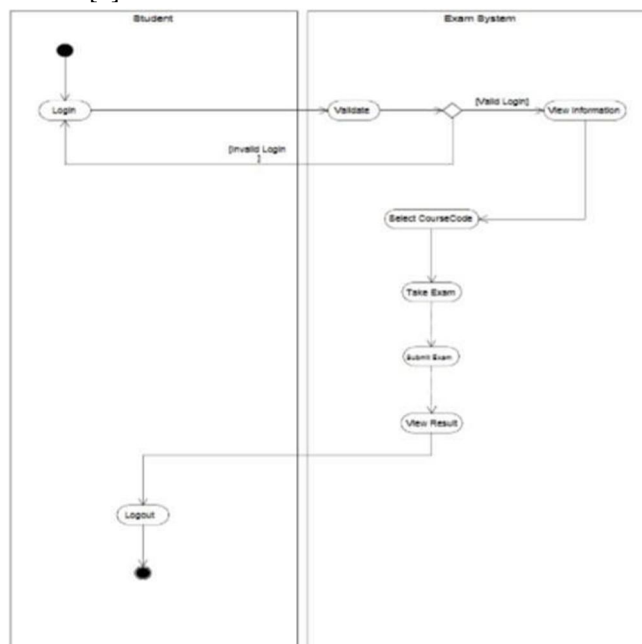 Student
Exam System
Login
Validate
[Valid Login]
View Information
[Invalid Login
]
Select CourseCode
Take Exam
Submit Exam
View Result
Logout